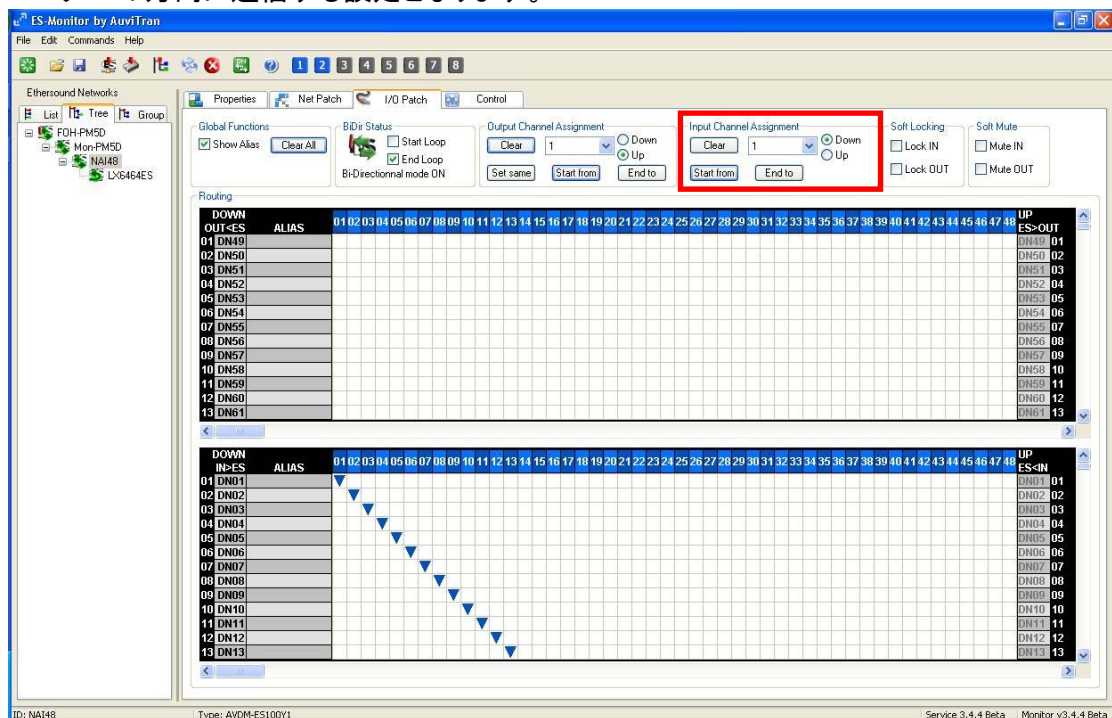 ES-Monitor by AuviTran
File Edit Commands Help
1 2 3 4 5 6 7 8
Ethersound Networks
List Tree Group
FOH-PM5D
Mon-PM5D
NAI48
LX6464ES
Properties Net Patch I/O Patch Control
Global Functions
Show Alias Clear All
BiDir Status
Start Loop
End Loop
Bi-Directionnal mode ON
Output Channel Assignment
Clear 1 Down
Up
Set same Start from End to
Input Channel Assignment
Clear 1 Down
Up
Start from End to
Soft Locking
Lock IN
Lock OUT
Soft Mute
Mute IN
Mute OUT
Routing
DOWN
OUT<ES ALIAS 01 02 03 04 05 06 07 08 09 10 11 12 13 14 15 16 17 18 19 20 21 22 23 24 25 26 27 28 29 30 31 32 33 34 35 36 37 38 39 40 41 42 43 44 45 46 47 48 UP
ES>OUT
01 DN49 DN49 01
02 DN50 DN50 02
03 DN51 DN51 03
04 DN52 DN52 04
05 DN53 DN53 05
06 DN54 DN54 06
07 DN55 DN55 07
08 DN56 DN56 08
09 DN57 DN57 09
10 DN58 DN58 10
11 DN59 DN59 11
12 DN60 DN60 12
13 DN61 DN61 13
DOWN
IN>ES ALIAS 01 02 03 04 05 06 07 08 09 10 11 12 13 14 15 16 17 18 19 20 21 22 23 24 25 26 27 28 29 30 31 32 33 34 35 36 37 38 39 40 41 42 43 44 45 46 47 48 UP
ES<IN
01 DN01 DN01 01
02 DN02 DN02 02
03 DN03 DN03 03
04 DN04 DN04 04
05 DN05 DN05 05
06 DN06 DN06 06
07 DN07 DN07 07
08 DN08 DN08 08
09 DN09 DN09 09
10 DN10 DN10 10
11 DN11 DN11 11
12 DN12 DN12 12
13 DN13 DN13 13
ID: NAI48 Type: AVDM-ES100Y1 Service 3.4.4 Beta Monitor v3.4.4 Beta